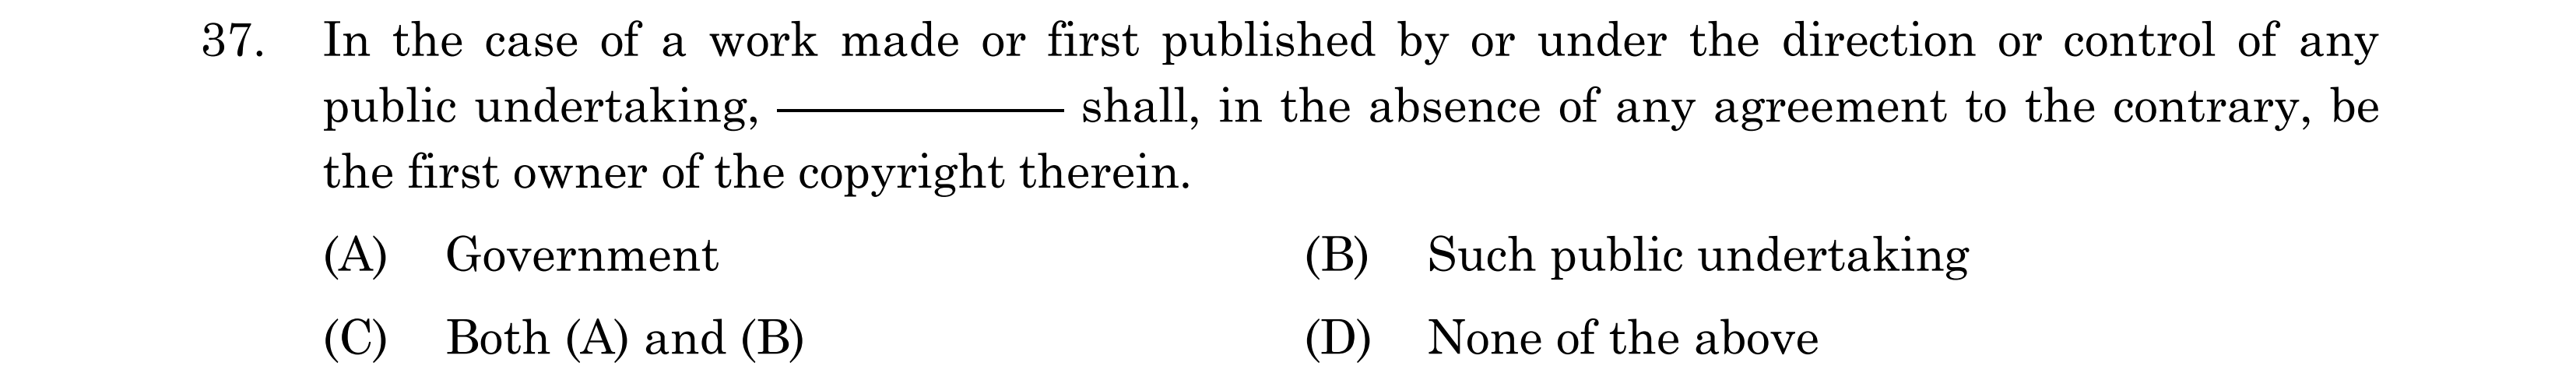 37. In the case of a work made or first published by or under the direction or control of any
public undertaking, ———————— shall, in the absence of any agreement to the contrary, be
the first owner of the copyright therein.
(A) Government (B) Such public undertaking
(C) Both (A) and (B) (D) None of the above